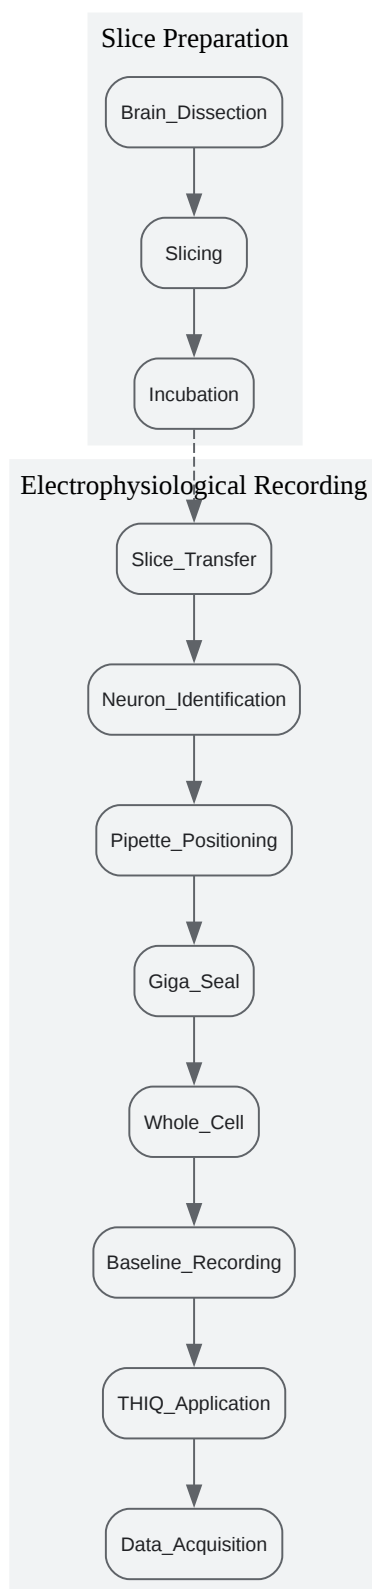 Slice Preparation
Brain_Dissection
Slicing
Incubation
Electrophysiological Recording
Slice_Transfer
Neuron_Identification
Pipette_Positioning
Giga_Seal
Whole_Cell
Baseline_Recording
THIQ_Application
Data_Acquisition